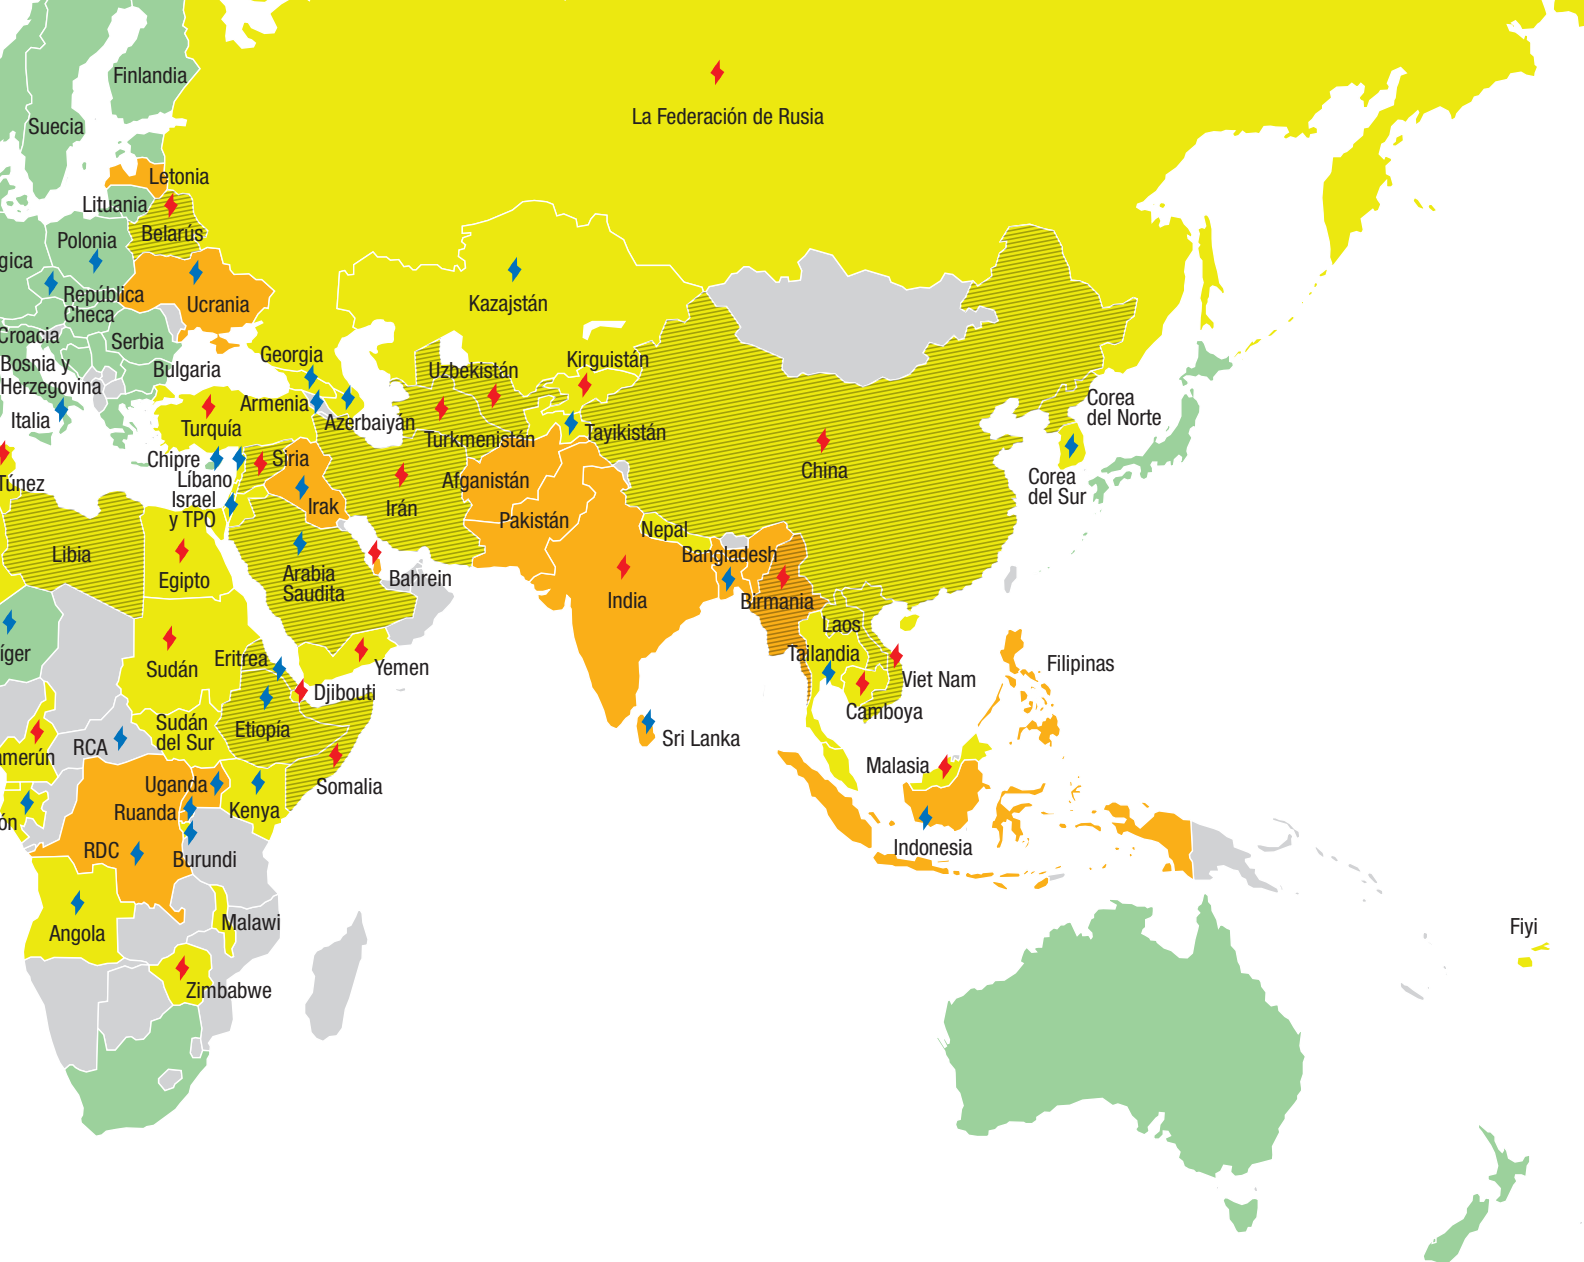 Finlandia
La Federación de Rusia
Suecia
Letonia
Lituania
Belarús
Polonia
gica
República
Checa
Ucrania
Kazajstán
Croacia
Serbia
Bosnia y
Herzegovina
Bulgaria
Georgia
Uzbekistán
Kirguistán
Italia
Armenia
Azerbaiyán
Turquía
Turkmenistán
Tayikistán
Corea
del Norte
Chipre
Siria
Líbano
Israel
y TPO
Túnez
Irak
Irán
Afganistán
Pakistán
China
Corea
del Sur
Nepal
Libia
Egipto
Arabia
Saudita
Bahrein
Bangladesh
India
Birmania
Laos
Tailandia
íger
Sudán
Eritrea
Yemen
Djibouti
Viet Nam
Filipinas
Camboya
Sudán
del Sur
Etiopía
Sri Lanka
amerún
RCA
Somalia
Malasia
Uganda
Kenya
Ruanda
ón
RDC
Burundi
Indonesia
Angola
Malawi
Fiyi
Zimbabwe